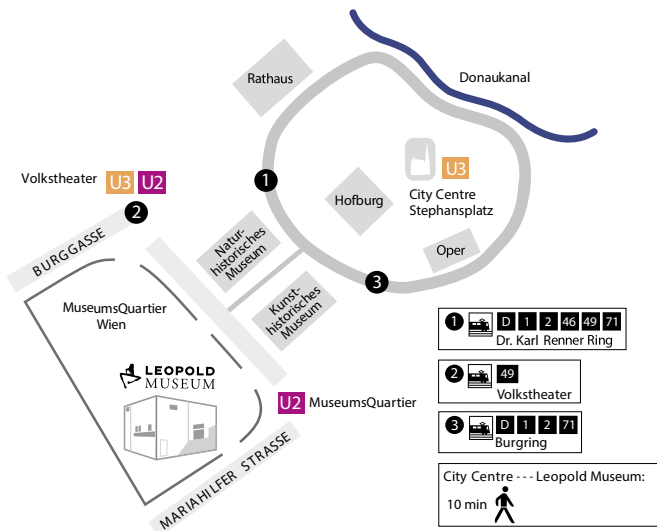 Rathaus
Donaukanal
Volkstheater U3 U2
1
U3
City Centre
Stephansplatz
Hofburg
2
BURGGASSE
Natur-
historisches
Museum
Oper
3
Kunst-
historisches
Museum
MuseumsQuartier
Wien
LEOPOLD
MUSEUM
U2 MuseumsQuartier
MARIAHILFER STRASSE
1 D 1 2 46 49 71
Dr. Karl Renner Ring
2 49
Volkstheater
3 D 1 2 71
Burgring
City Centre - - - Leopold Museum:
10 min